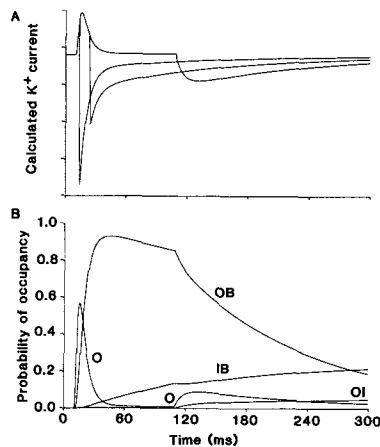 A
Calculated K+ current
B
Probability of occupancy
1.0
0.8
0.6
0.4
0.2
0.0
OB
O
IB
O
OI
0 60 120 180 240 300
Time (ms)